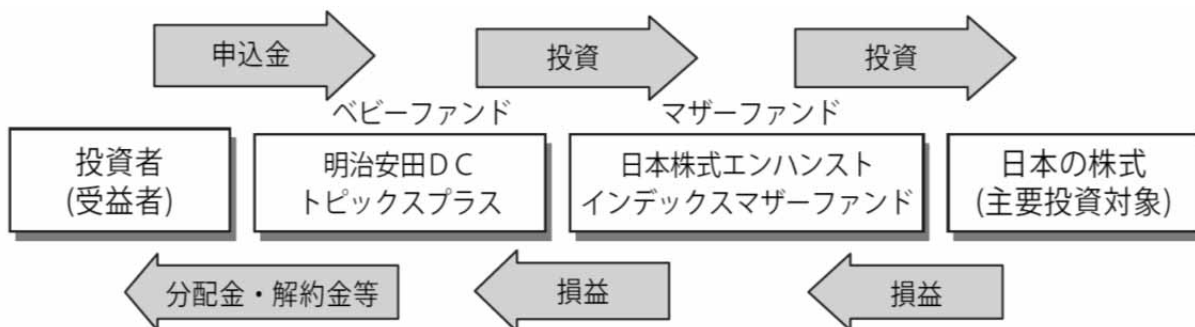 申込金
投資
投資
ベビーファンド
マザーファンド
投資者
(受益者)
明治安田ＤＣ
トピックスプラス
日本株式エンハンスト
インデックスマザーファンド
日本の株式
(主要投資対象)
分配金・解約金等
損益
損益